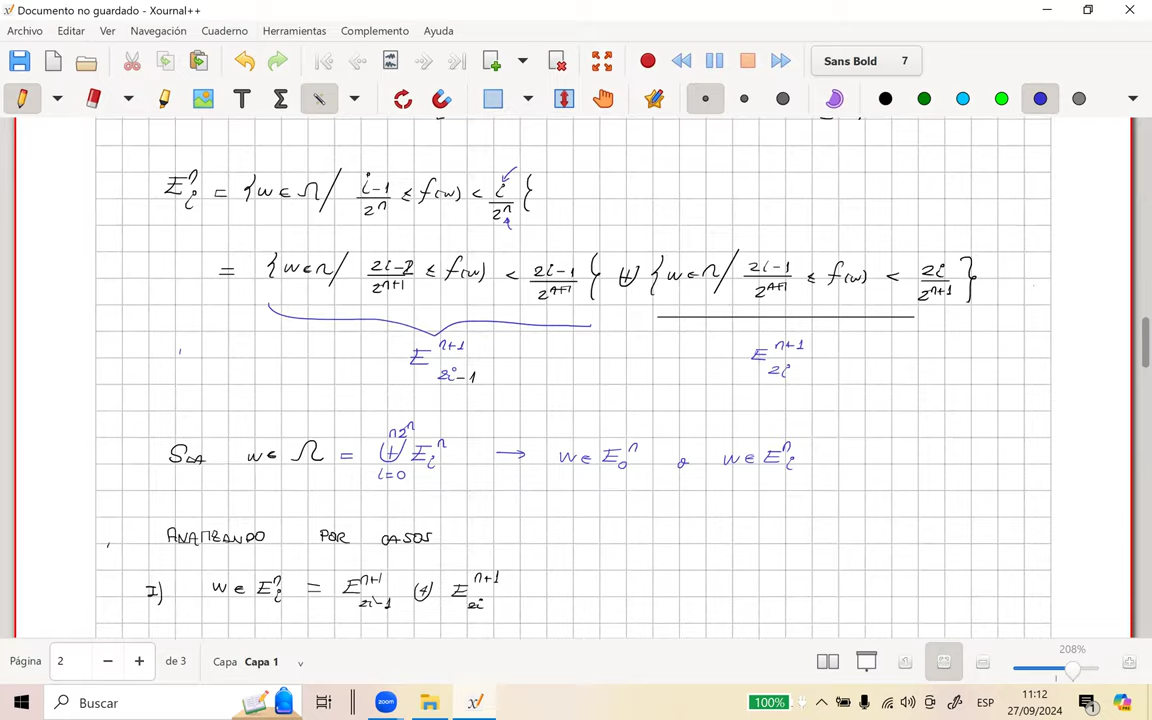 Documento no guardado - Xournal++
Archivo Editar Ver Navegación Cuaderno Herramientas Complemento Ayuda
Sans Bold 7
E_i^n = {w ∈ Ω / (i-1)/2^n ≤ f(w) < i/2^n}
= {w ∈ Ω / (2i-2)/2^{n+1} ≤ f(w) < (2i-1)/2^{n+1}} ⊎ {w ∈ Ω / (2i-1)/2^{n+1} ≤ f(w) < 2i/2^{n+1}}
E_{2i-1}^{n+1} E_{2i}^{n+1}
SEA w ∈ Ω = ⊎_{i=0}^{n2^n} E_i^n → w ∈ E_0^n o w ∈ E_i^n
ANALIZANDO POR CASOS
I) w ∈ E_i^n = E_{2i-1}^{n+1} ⊎ E_{2i}^{n+1}
Página 2 de 3 Capa Capa 1 208%
Buscar zoom 100% ESP 11:12
27/09/2024 1